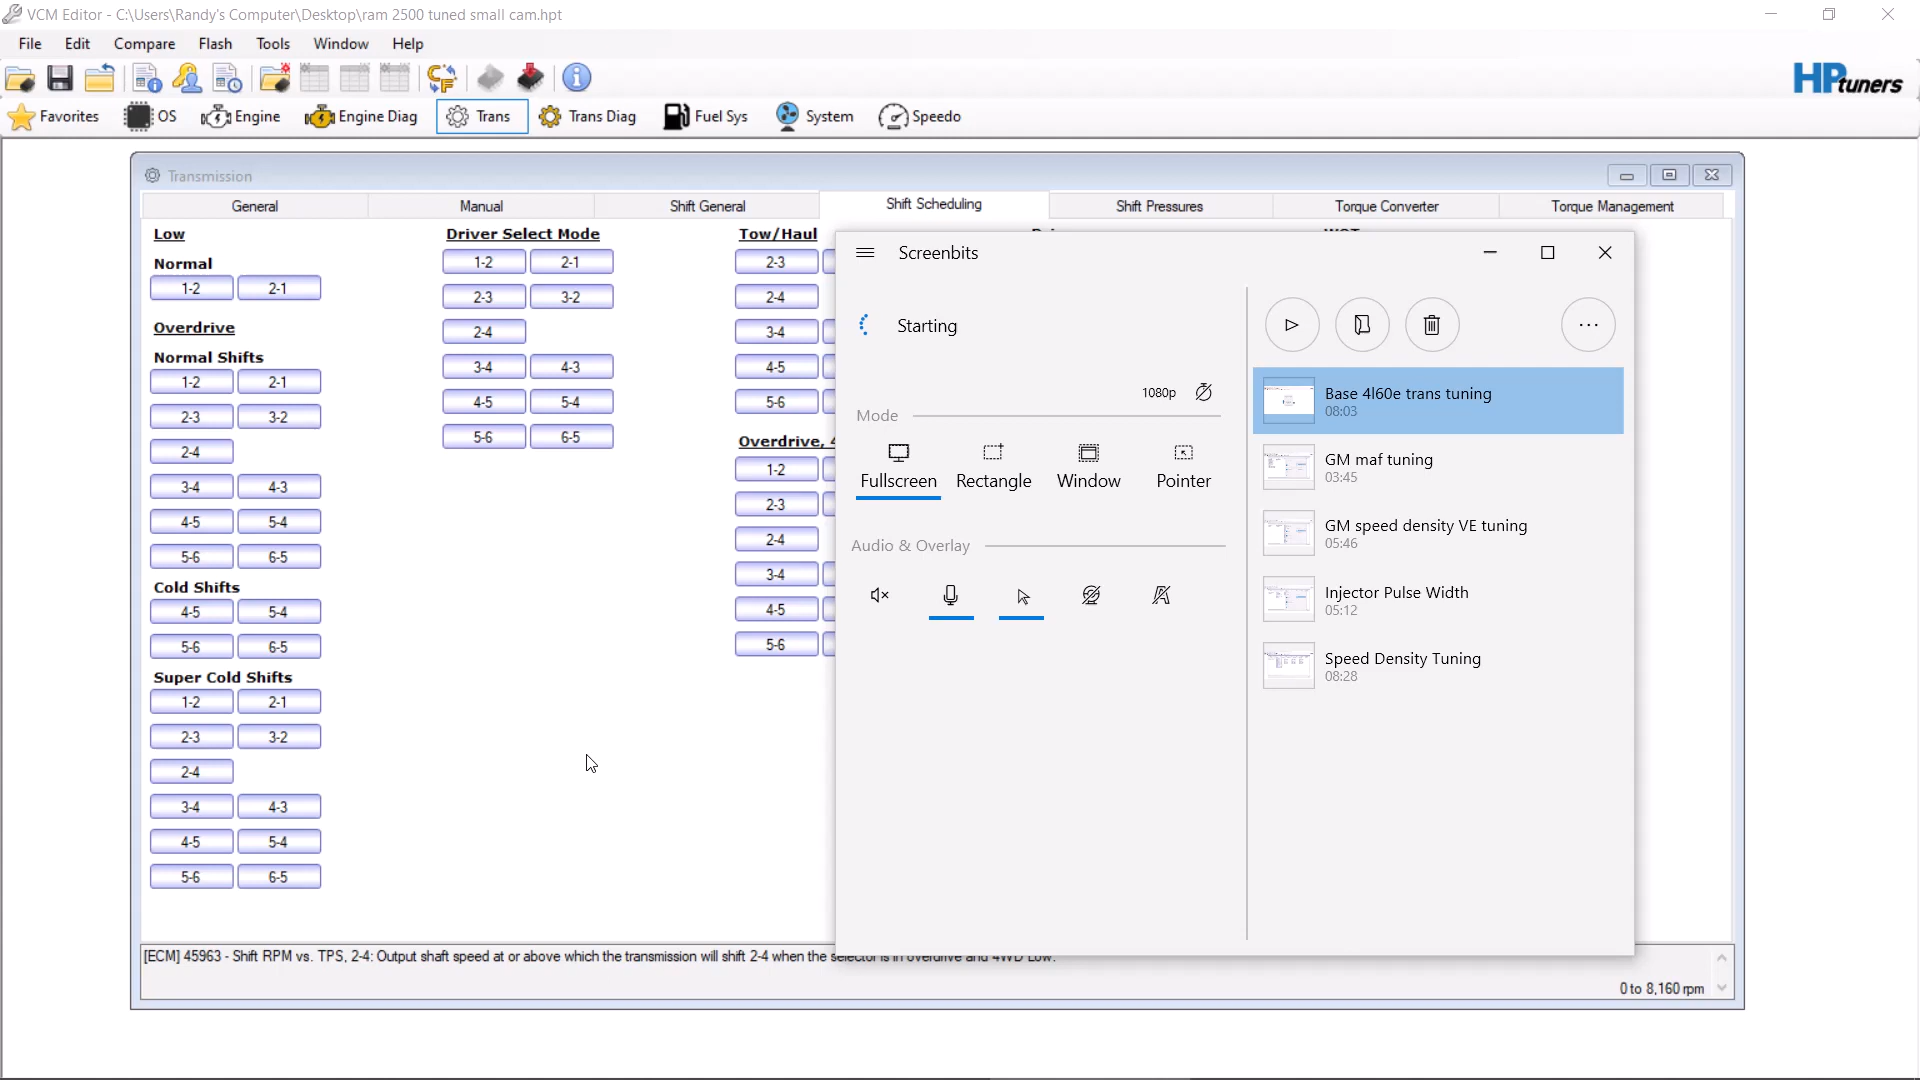 VCM Editor - C:\Users\Randy's Computer\Desktop\ram 2500 tuned small cam.hpt
File Edit Compare Flash Tools Window Help
HPtuners
Favorites OS Engine Engine Diag Trans Trans Diag Fuel Sys System Speedo
Transmission
General Manual Shift General Shift Scheduling Shift Pressures Torque Converter Torque Management
Low
Normal
1-2 2-1
Overdrive
Normal Shifts
1-2 2-1
2-3 3-2
2-4
3-4 4-3
4-5 5-4
5-6 6-5
Cold Shifts
4-5 5-4
5-6 6-5
Super Cold Shifts
1-2 2-1
2-3 3-2
2-4
3-4 4-3
4-5 5-4
5-6 6-5
Driver Select Mode
1-2 2-1
2-3 3-2
2-4
3-4 4-3
4-5 5-4
5-6 6-5
Tow/Haul
2-3
2-4
3-4
4-5
5-6
Overdrive,
1-2
2-3
2-4
3-4
4-5
5-6
Screenbits
Starting
1080p
Mode
Fullscreen Rectangle Window Pointer
Audio & Overlay
Base 4l60e trans tuning
08:03
GM maf tuning
03:45
GM speed density VE tuning
05:46
Injector Pulse Width
05:12
Speed Density Tuning
08:28
[ECM] 45963 - Shift RPM vs. TPS, 2-4: Output shaft speed at or above which the transmission will shift 2-4 when the selector is in overdrive and 4WD Low.
0 to 8,160 rpm